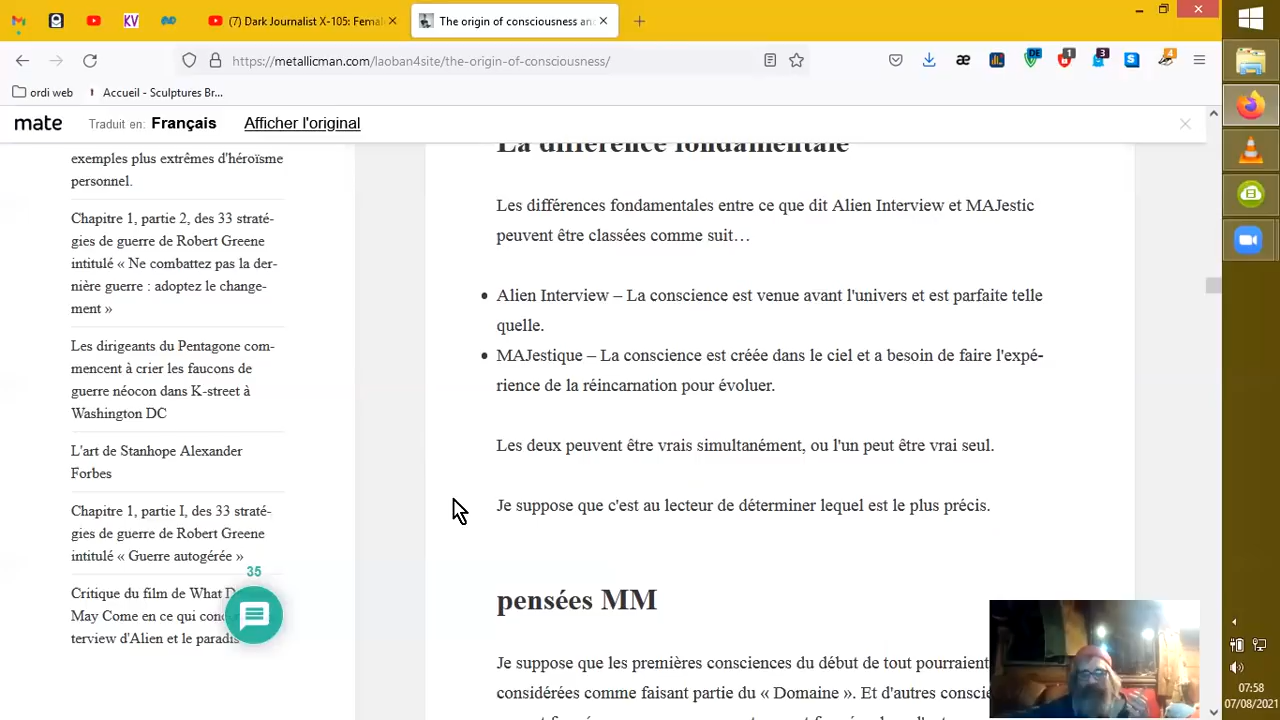 (7) Dark Journalist X-105: Femal
The origin of consciousness an
https://metallicman.com/laoban4site/the-origin-of-consciousness/
ordi web
Accueil - Sculptures Br...
mate
Traduit en: Français
Afficher l'original
exemples plus extrêmes d'héroïsme
personnel.
Chapitre 1, partie 2, des 33 straté-
gies de guerre de Robert Greene
intitulé « Ne combattez pas la der-
nière guerre : adoptez le change-
ment »
Les dirigeants du Pentagone com-
mencent à crier les faucons de
guerre néocon dans K-street à
Washington DC
L'art de Stanhope Alexander
Forbes
Chapitre 1, partie I, des 33 straté-
gies de guerre de Robert Greene
intitulé « Guerre autogérée »
35
Critique du film de What D
May Come en ce qui con
terview d'Alien et le paradis
La différence fondamentale
Les différences fondamentales entre ce que dit Alien Interview et MAJestic
peuvent être classées comme suit…
Alien Interview – La conscience est venue avant l'univers et est parfaite telle
quelle.
MAJestique – La conscience est créée dans le ciel et a besoin de faire l'expé-
rience de la réincarnation pour évoluer.
Les deux peuvent être vrais simultanément, ou l'un peut être vrai seul.
Je suppose que c'est au lecteur de déterminer lequel est le plus précis.
pensées MM
Je suppose que les premières consciences du début de tout pourraient
considérées comme faisant partie du « Domaine ». Et d'autres consci
KV
æ
DE
1
3
4
07:58
07/08/2021